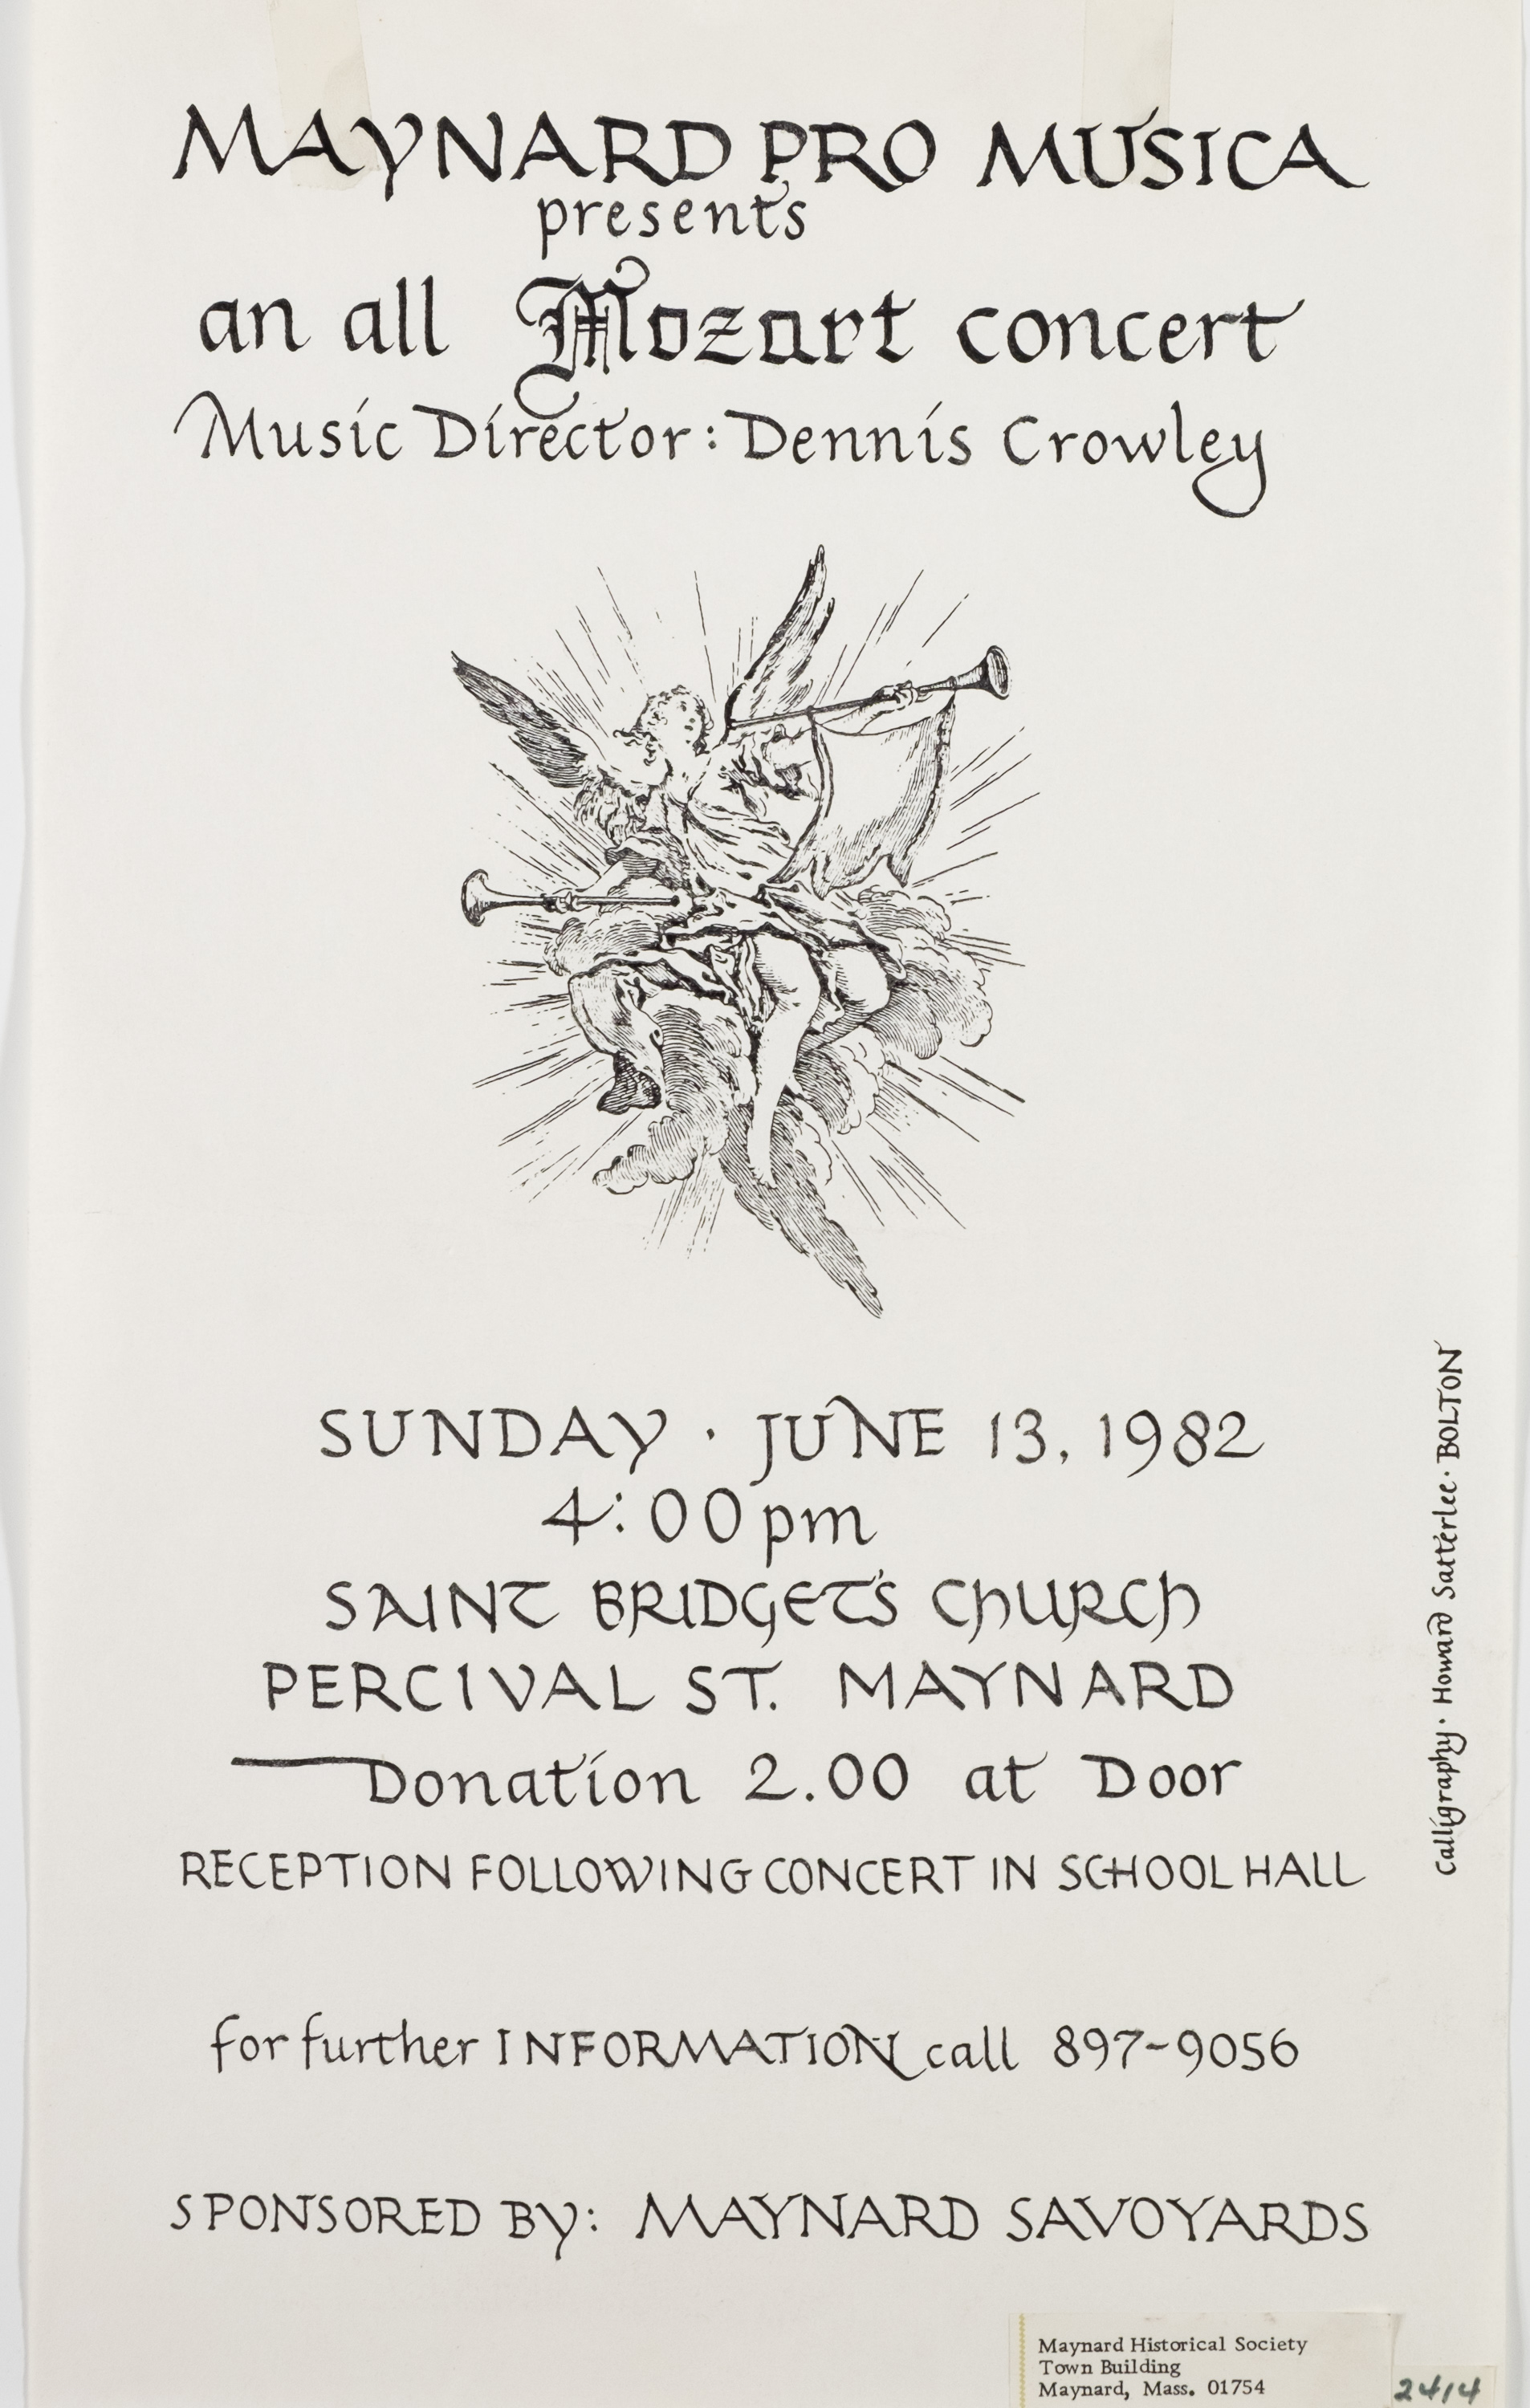 MAYNARD PRO MUSICA
presents
an all Mozart concert
Music Director: Dennis Crowley
SUNDAY · JUNE 13, 1982
4:00 pm
SAINT BRIDGET'S CHURCH
PERCIVAL ST. MAYNARD
Donation 2.00 at Door
RECEPTION FOLLOWING CONCERT IN SCHOOL HALL
for further INFORMATION call 897-9056
SPONSORED BY: MAYNARD SAVOYARDS
Calligraphy · Howard Satterlee · BOLTON
Maynard Historical Society
Town Building
Maynard, Mass. 01754
2414